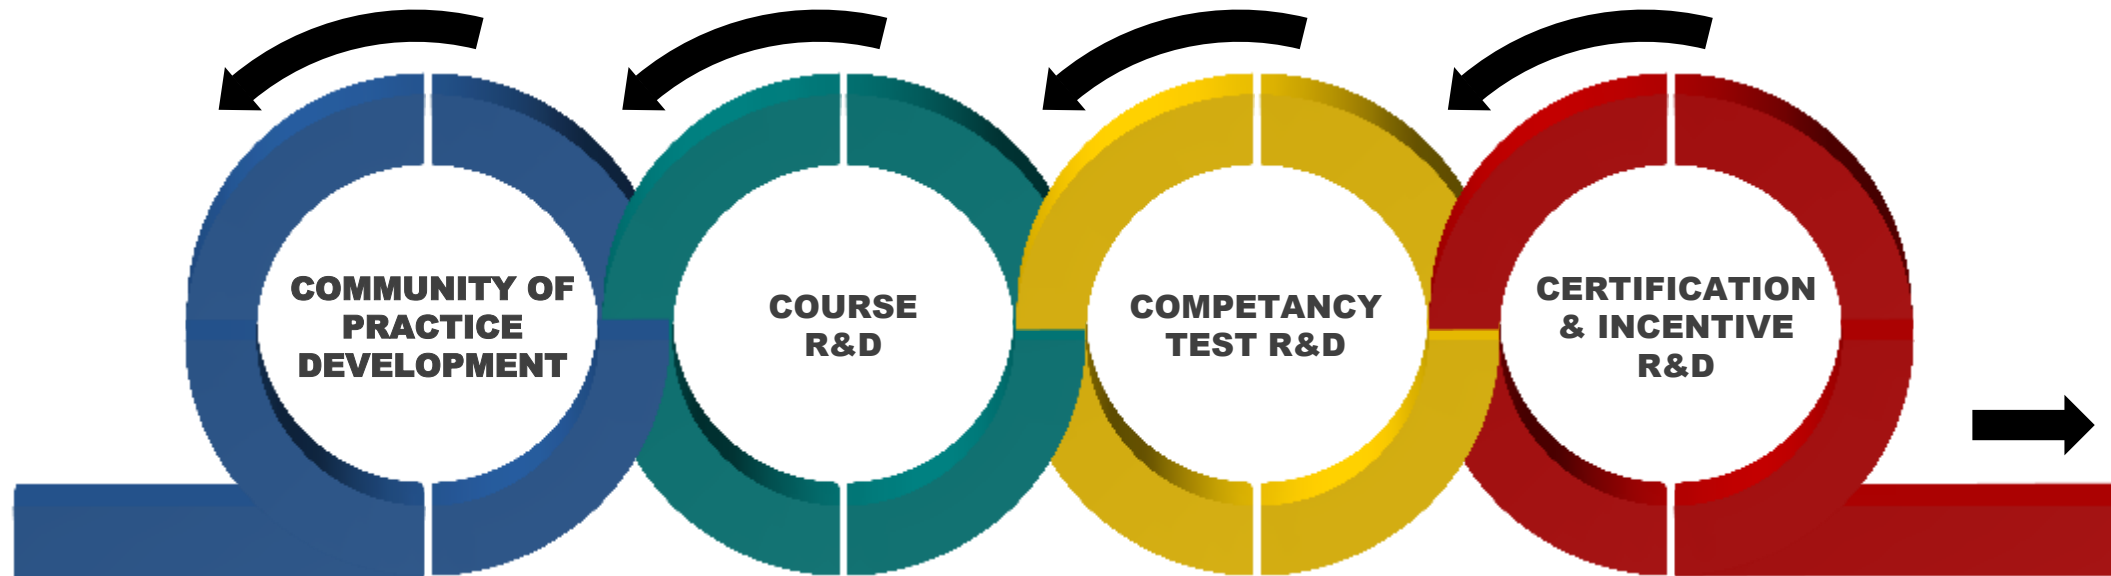 COMMUNITY OF
PRACTICE
DEVELOPMENT
COURSE
R&D
COMPETANCY
TEST R&D
CERTIFICATION
& INCENTIVE
R&D